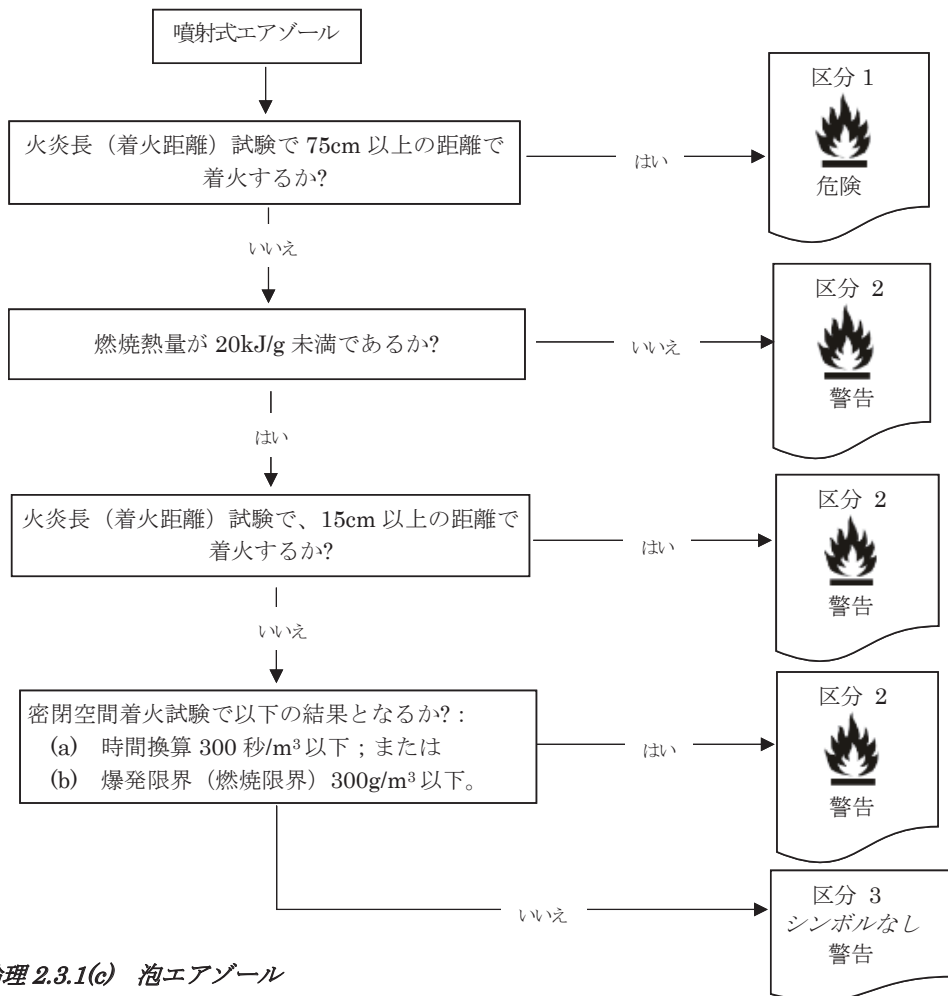 噴射式エアゾール
火炎長（着火距離）試験で 75cm 以上の距離で
着火するか?
はい
区分 1
危険
いいえ
燃焼熱量が 20kJ/g 未満であるか?
いいえ
区分 2
警告
はい
火炎長（着火距離）試験で、15cm 以上の距離で
着火するか?
はい
区分 2
警告
いいえ
密閉空間着火試験で以下の結果となるか?：
(a) 時間換算 300 秒/m³以下；または
(b) 爆発限界（燃焼限界）300g/m³以下。
はい
区分 2
警告
いいえ
区分 3
シンボルなし
警告
理 2.3.1(c) 泡エアゾール